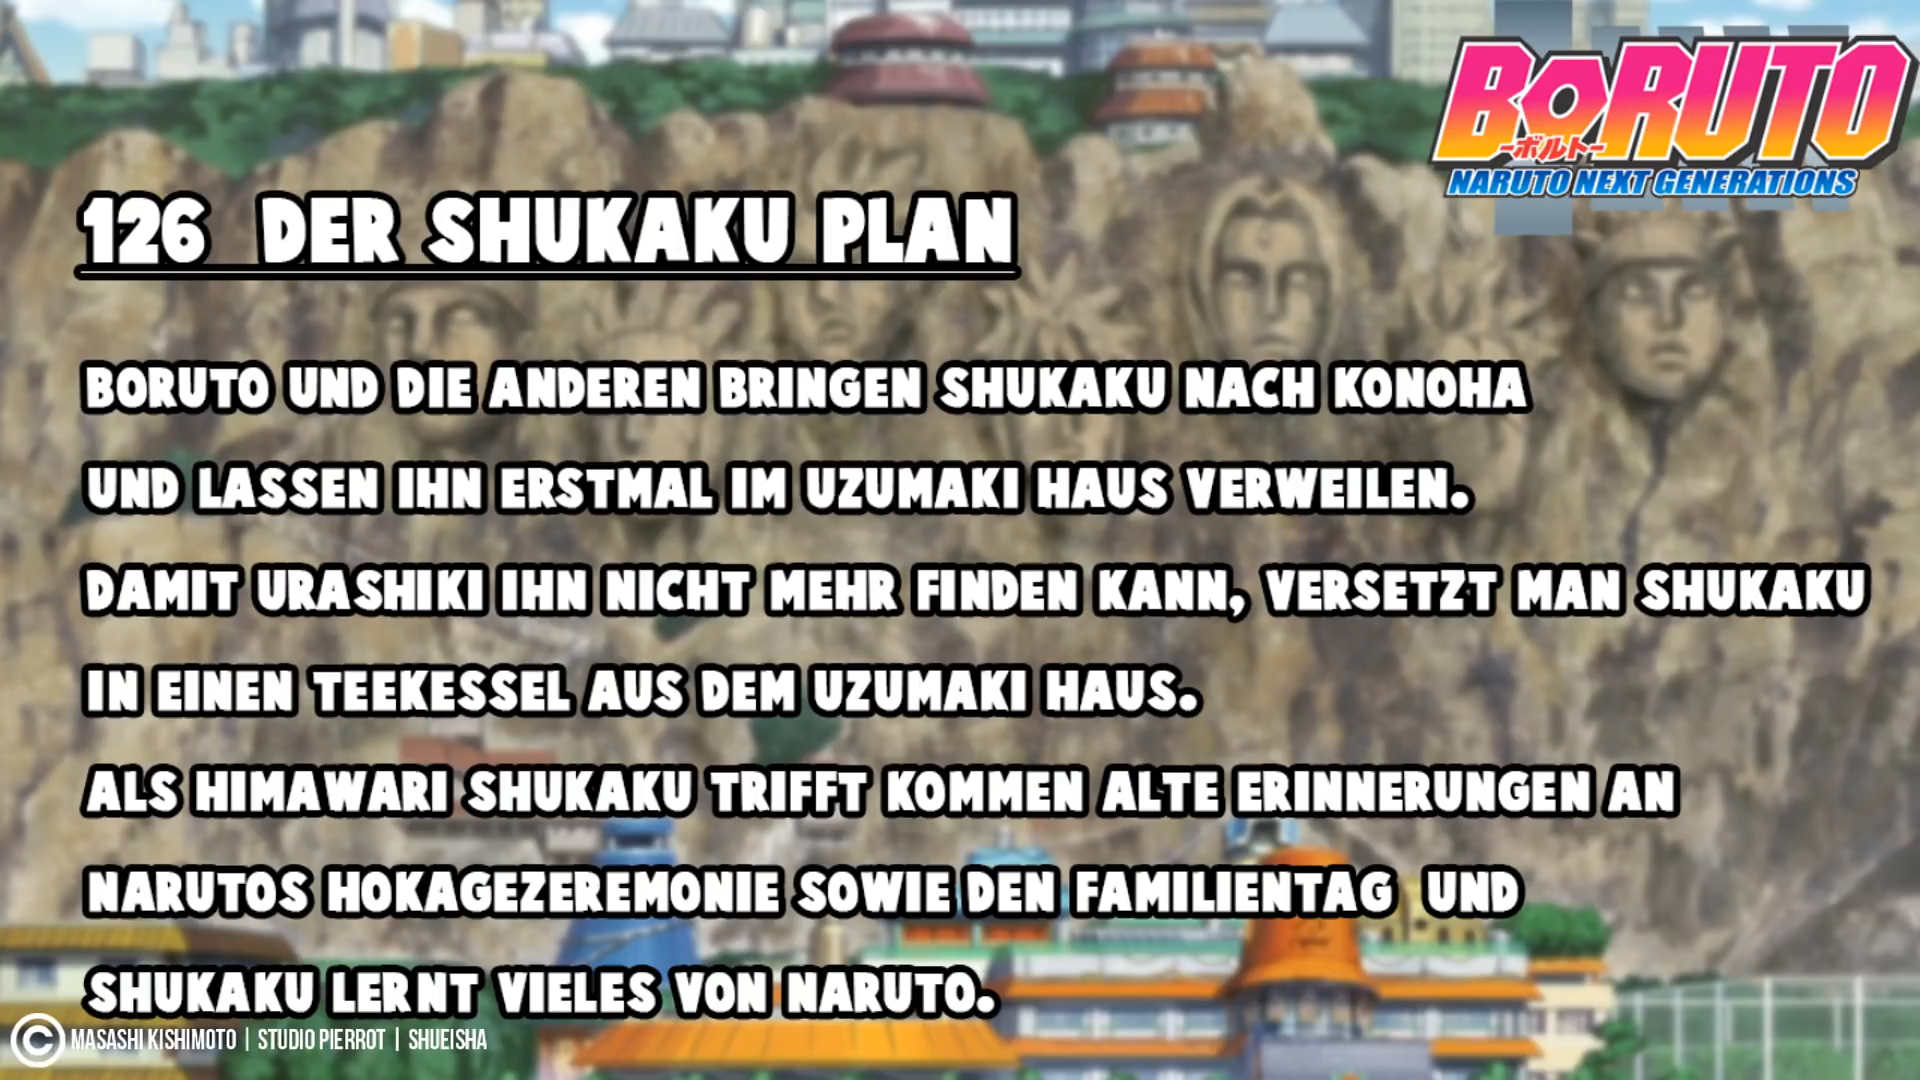 BORUTO
-ボルト-
NARUTO NEXT GENERATIONS
126 DER SHUKAKU PLAN
BORUTO UND DIE ANDEREN BRINGEN SHUKAKU NACH KONOHA
UND LASSEN IHN ERSTMAL IM UZUMAKI HAUS VERWEILEN.
DAMIT URASHIKI IHN NICHT MEHR FINDEN KANN, VERSETZT MAN SHUKAKU
IN EINEN TEEKESSEL AUS DEM UZUMAKI HAUS.
ALS HIMAWARI SHUKAKU TRIFFT KOMMEN ALTE ERINNERUNGEN AN
NARUTOS HOKAGEZEREMONIE SOWIE DEN FAMILIENTAG UND
SHUKAKU LERNT VIELES VON NARUTO.
© MASASHI KISHIMOTO | STUDIO PIERROT | SHUEISHA